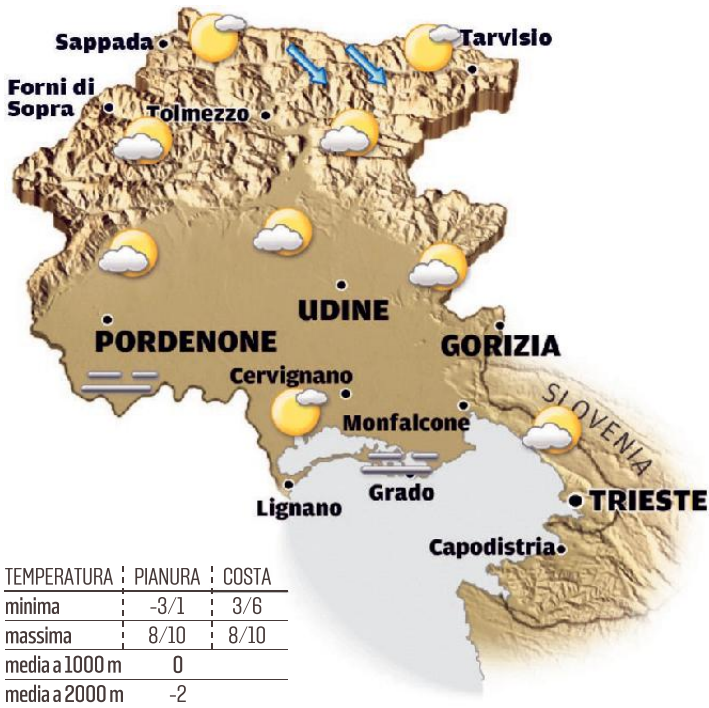 Sappada
Tarvisio
Forni di
Sopra
Tolmezzo
UDINE
PORDENONE
GORIZIA
Cervignano
SLOVENIA
Monfalcone
Lignano
Grado
TRIESTE
Capodistria
TEMPERATURA PIANURA COSTA
minima -3/1 3/6
massima 8/10 8/10
media a 1000 m 0
media a 2000 m -2